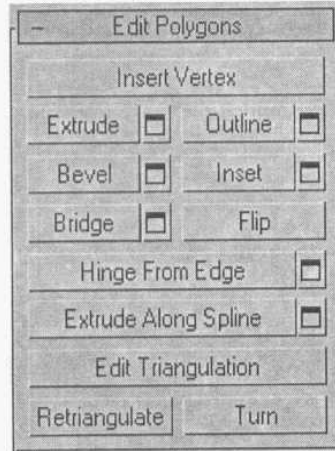 - Edit Polygons
Insert Vertex
Extrude Outline
Bevel Inset
Bridge Flip
Hinge From Edge
Extrude Along Spline
Edit Triangulation
Retriangulate Turn